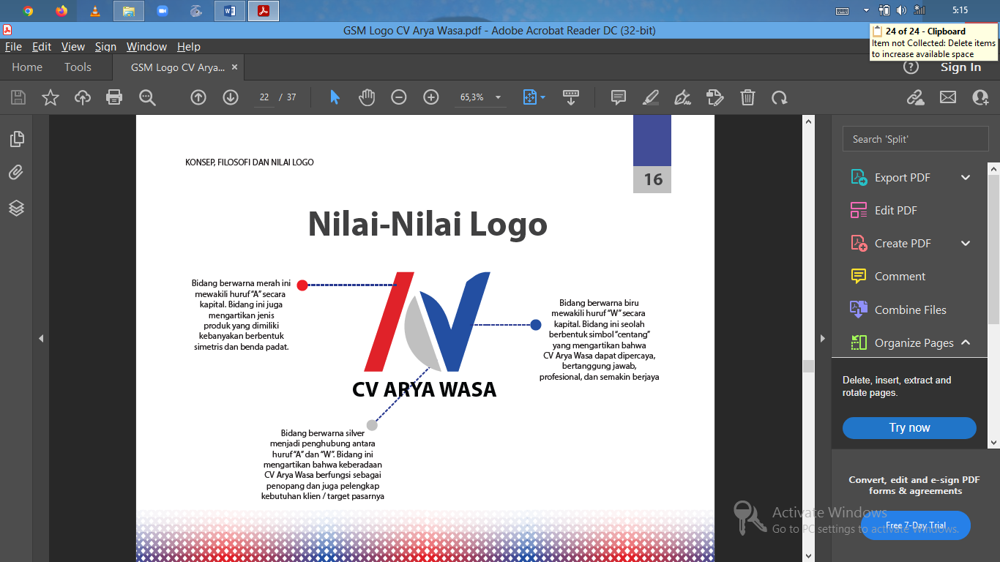 5:15
GSM Logo CV Arya Wasa.pdf - Adobe Acrobat Reader DC (32-bit)
24 of 24 - Clipboard
Item not Collected: Delete items
to increase available space
File Edit View Sign Window Help
Home Tools GSM Logo CV Arya... ×
Sign In
22 / 37
65,3%
KONSEP, FILOSOFI DAN NILAI LOGO
16
Nilai-Nilai Logo
Bidang berwarna merah ini
mewakili huruf “A” secara
kapital. Bidang ini juga
mengartikan jenis
produk yang dimiliki
kebanyakan berbentuk
simetris dan benda padat.
Bidang berwarna biru
mewakili huruf “W” secara
kapital. Bidang ini seolah
berbentuk simbol “centang”
yang mengartikan bahwa
CV Arya Wasa dapat dipercaya,
bertanggung jawab,
profesional, dan semakin berjaya
CV ARYA WASA
Bidang berwarna silver
menjadi penghubung antara
huruf “A” dan “W”. Bidang ini
mengartikan bahwa keberadaan
CV Arya Wasa berfungsi sebagai
penopang dan juga pelengkap
kebutuhan klien / target pasarnya
Search 'Split'
Export PDF
Edit PDF
Create PDF
Comment
Combine Files
Organize Pages
Delete, insert, extract and
rotate pages.
Try now
Convert, edit and e-sign PDF
forms & agreements
Free 7-Day Trial
Activate Windows
Go to PC settings to activate Windows.